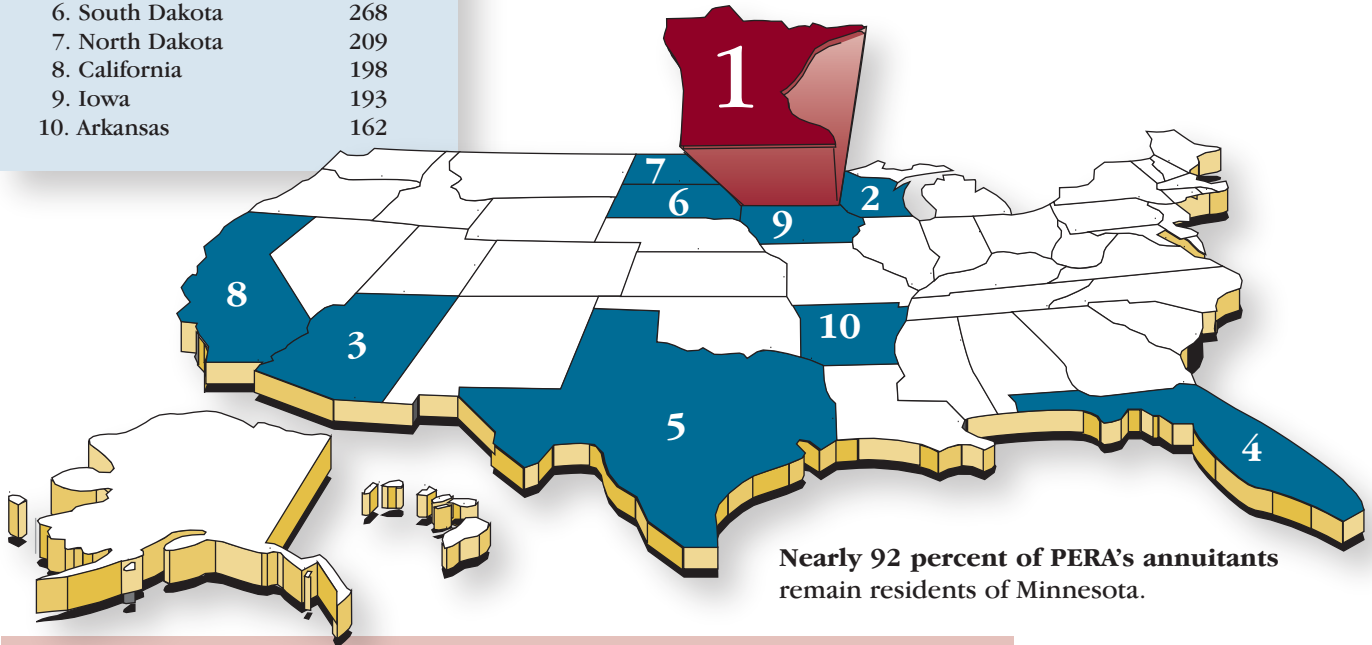 6. South Dakota 268
7. North Dakota 209
8. California 198
9. Iowa 193
10. Arkansas 162
1
7
6
2
9
8
10
3
5
4
Nearly 92 percent of PERA’s annuitants
remain residents of Minnesota.